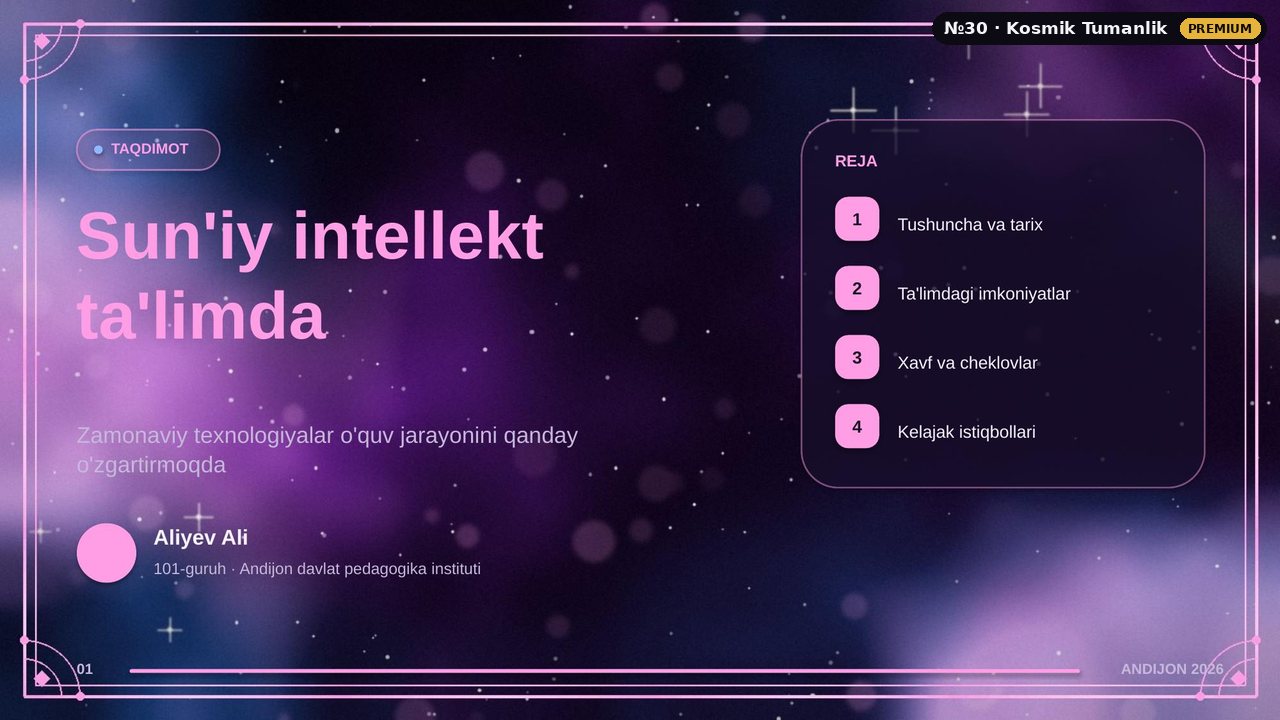 №30 · Kosmik Tumanlik PREMIUM
TAQDIMOT
Sun'iy intellekt
ta'limda
Zamonaviy texnologiyalar o'quv jarayonini qanday
o'zgartirmoqda
Aliyev Ali
101-guruh · Andijon davlat pedagogika instituti
REJA
1 Tushuncha va tarix
2 Ta'limdagi imkoniyatlar
3 Xavf va cheklovlar
4 Kelajak istiqbollari
01
ANDIJON 2026